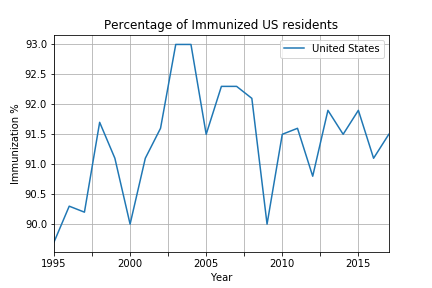 Percentage of Immunized US residents
United States
93.0
92.5
92.0
91.5
91.0
90.5
90.0
Immunization %
1995 2000 2005 2010 2015
Year